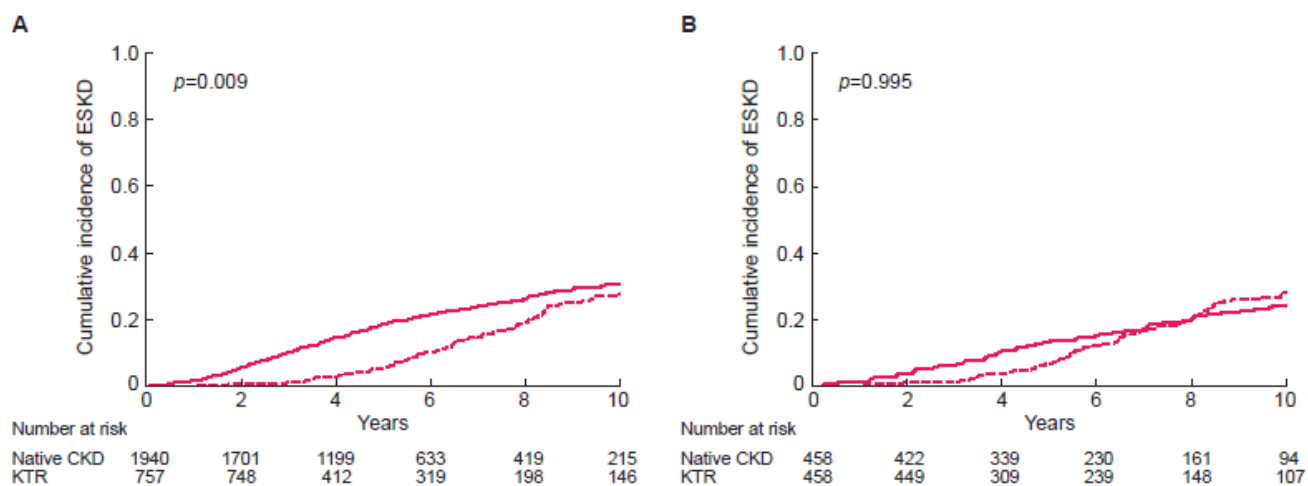 A
p=0.009
Cumulative incidence of ESKD
1.0
0.8
0.6
0.4
0.2
0
0 2 4 6 8 10
Years
Number at risk
Native CKD 1940 1701 1199 633 419 215
KTR 757 748 412 319 198 146
B
p=0.995
Cumulative incidence of ESKD
1.0
0.8
0.6
0.4
0.2
0
0 2 4 6 8 10
Years
Number at risk
Native CKD 458 422 339 230 161 94
KTR 458 449 309 239 148 107